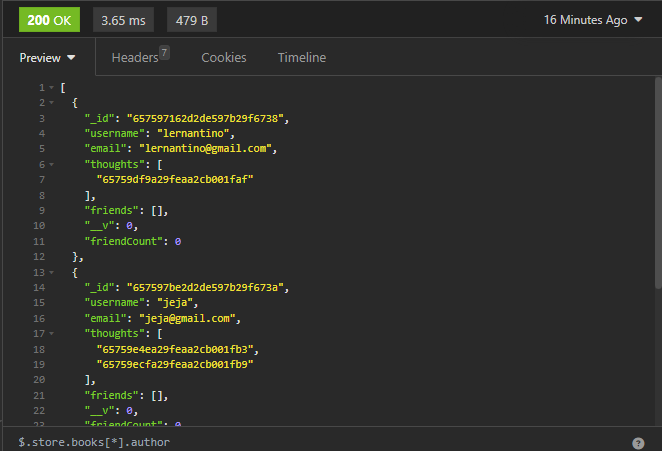 200 OK 3.65 ms 479 B 16 Minutes Ago
Preview Headers 7 Cookies Timeline
1 [
2 {
3 "_id": "657597162d2de597b29f6738",
4 "username": "lernantino",
5 "email": "lernantino@gmail.com",
6 "thoughts": [
7 "65759df9a29feaa2cb001faf"
8 ],
9 "friends": [],
10 "__v": 0,
11 "friendCount": 0
12 },
13 {
14 "_id": "657597be2d2de597b29f673a",
15 "username": "jeja",
16 "email": "jeja@gmail.com",
17 "thoughts": [
18 "65759e4ea29feaa2cb001fb3",
19 "65759ecfa29feaa2cb001fb9"
20 ],
21 "friends": [],
22 "__v": 0,
23 "friendCount": 0
$.store.books[*].author ?